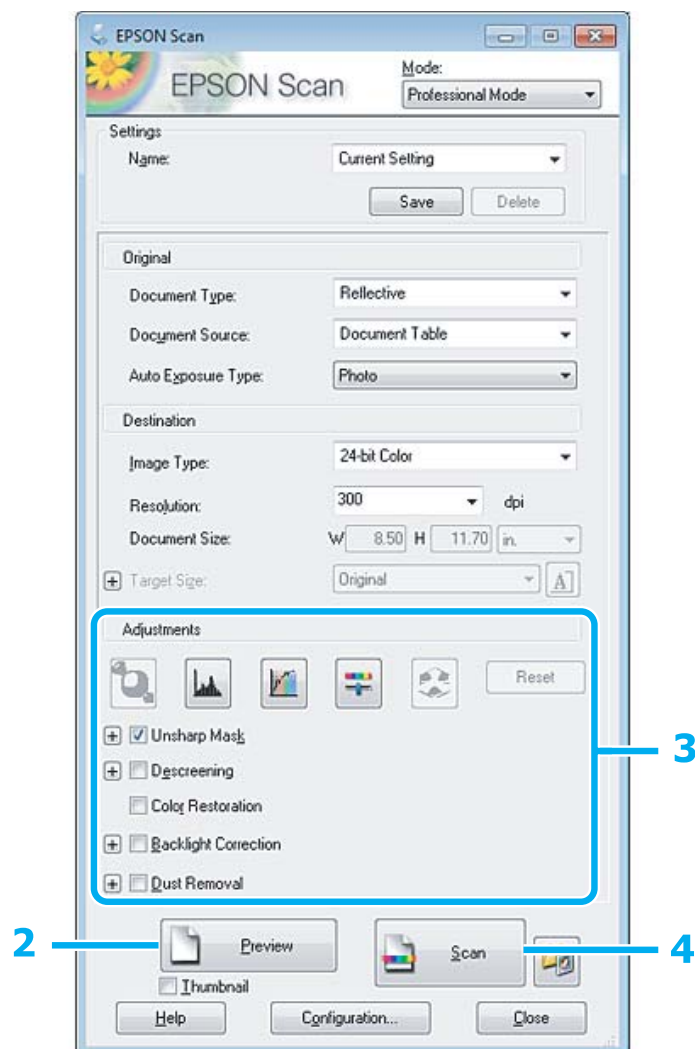 EPSON Scan
EPSON Scan
Mode:
Professional Mode
Settings
Name: Current Setting
Save Delete
Original
Document Type: Reflective
Document Source: Document Table
Auto Exposure Type: Photo
Destination
Image Type: 24-bit Color
Resolution: 300 dpi
Document Size: W 8.50 H 11.70 in.
Target Size: Original A
Adjustments
Reset
Unsharp Mask
3
Descreening
Color Restoration
Backlight Correction
Dust Removal
2 Preview Scan 4
Thumbnail
Help Configuration... Close